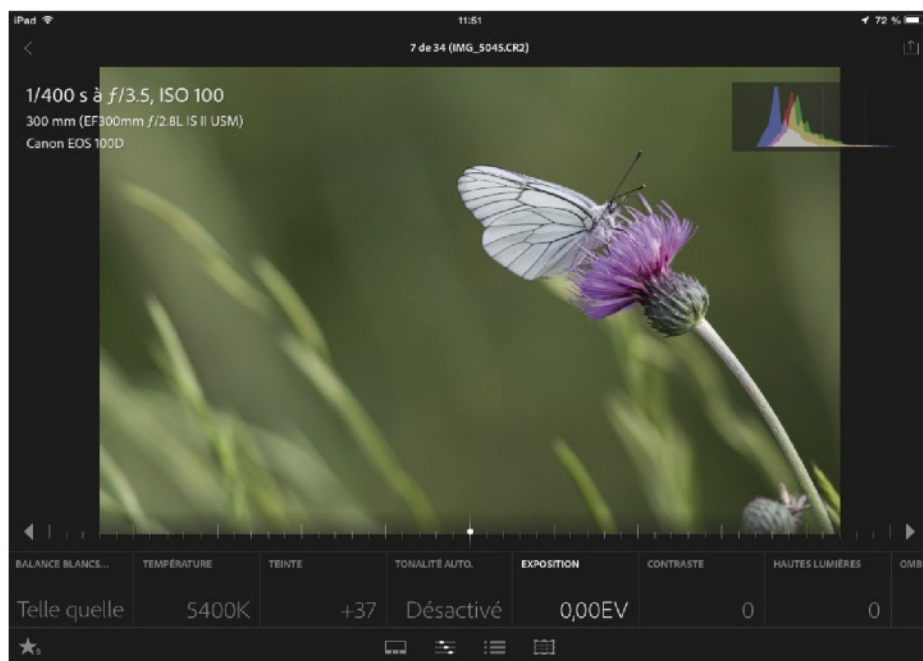 iPad 11:51 72 %
7 de 34 (IMG_5045.CR2)
1/400 s à ƒ/3.5, ISO 100
300 mm (EF300mm ƒ/2.8L IS II USM)
Canon EOS 100D
BALANCE BLANCS... TEMPÉRATURE TEINTE TONALITÉ AUTO. EXPOSITION CONTRASTE HAUTES LUMIÈRES OMB
Telle quelle 5400K +37 Désactivé 0,00EV 0 0
5